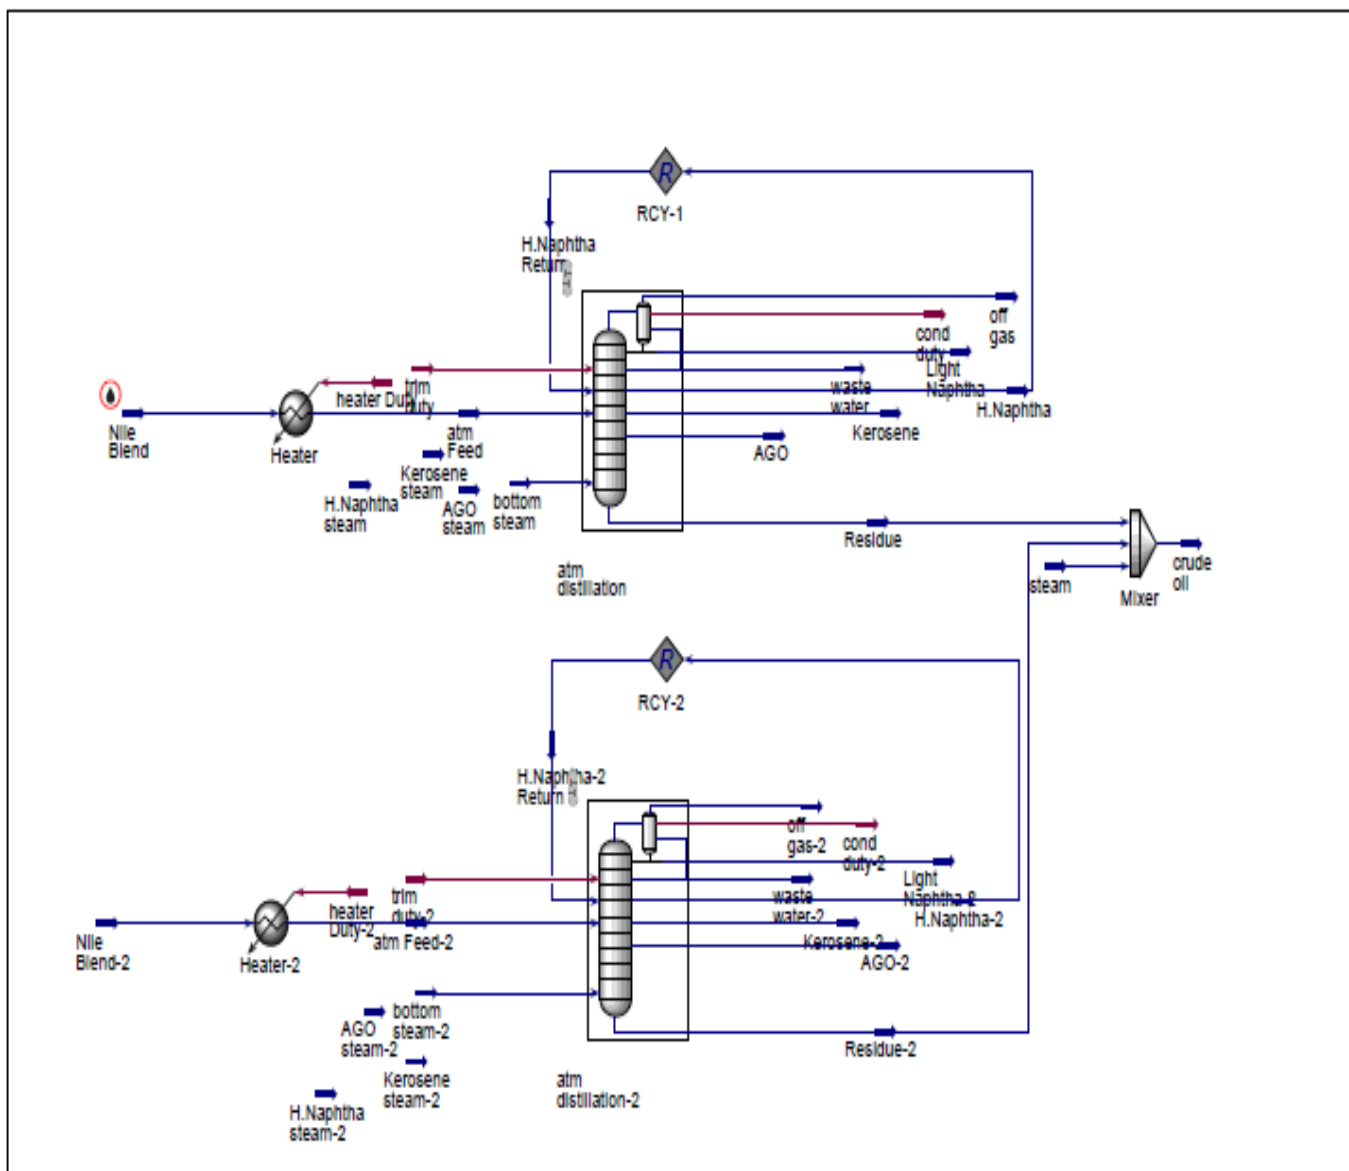 R
RCY-1
H.Naphtha
Return
off
gas
cond
duty
Light
Naphtha
waste
water
H.Naphtha
heater Duty
trim
duty
Nile
Blend
Heater
atm
Feed
Kerosene
AGO
Kerosene
steam
H.Naphtha
steam
AGO
steam
bottom
steam
Residue
atm
distillation
steam
Mixer
crude
oil
R
RCY-2
H.Naphtha-2
Return
off
gas-2
cond
duty-2
Light
Naphtha-2
waste
water-2
H.Naphtha-2
heater
Duty-2
trim
duty-2
atm Feed-2
Nile
Blend-2
Heater-2
Kerosene-2
AGO-2
bottom
steam-2
AGO
steam-2
Kerosene
steam-2
H.Naphtha
steam-2
Residue-2
atm
distillation-2